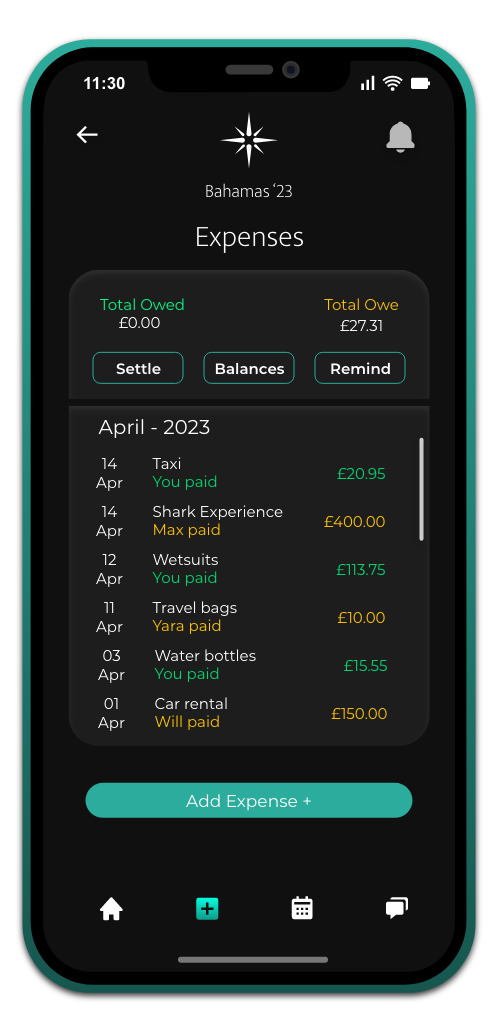 11:30
Bahamas ‘23
Expenses
Total Owed Total Owe
£0.00 £27.31
Settle Balances Remind
April - 2023
14 Taxi
Apr You paid £20.95
14 Shark Experience
Apr Max paid £400.00
12 Wetsuits
Apr You paid £113.75
11 Travel bags
Apr Yara paid £10.00
03 Water bottles
Apr You paid £15.55
01 Car rental
Apr Will paid £150.00
Add Expense +